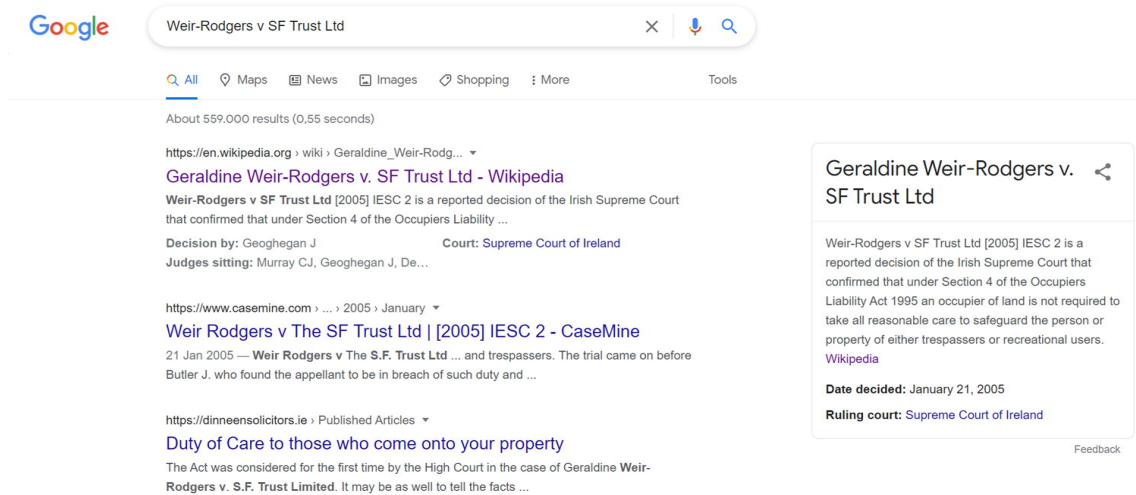 Google
Weir-Rodgers v SF Trust Ltd
All Maps News Images Shopping More Tools
About 559.000 results (0,55 seconds)
https://en.wikipedia.org › wiki › Geraldine_Weir-Rodg...
Geraldine Weir-Rodgers v. SF Trust Ltd - Wikipedia
Weir-Rodgers v SF Trust Ltd [2005] IESC 2 is a reported decision of the Irish Supreme Court
that confirmed that under Section 4 of the Occupiers Liability ...
Decision by: Geoghegan J Court: Supreme Court of Ireland
Judges sitting: Murray CJ, Geoghegan J, De…
https://www.casemine.com › ... › 2005 › January
Weir Rodgers v The SF Trust Ltd | [2005] IESC 2 - CaseMine
21 Jan 2005 — Weir Rodgers v The S.F. Trust Ltd ... and trespassers. The trial came on before
Butler J. who found the appellant to be in breach of such duty and ...
https://dinneensolicitors.ie › Published Articles
Duty of Care to those who come onto your property
The Act was considered for the first time by the High Court in the case of Geraldine Weir-
Rodgers v. S.F. Trust Limited. It may be as well to tell the facts ...
Geraldine Weir-Rodgers v.
SF Trust Ltd
Weir-Rodgers v SF Trust Ltd [2005] IESC 2 is a
reported decision of the Irish Supreme Court that
confirmed that under Section 4 of the Occupiers
Liability Act 1995 an occupier of land is not required to
take all reasonable care to safeguard the person or
property of either trespassers or recreational users.
Wikipedia
Date decided: January 21, 2005
Ruling court: Supreme Court of Ireland
Feedback